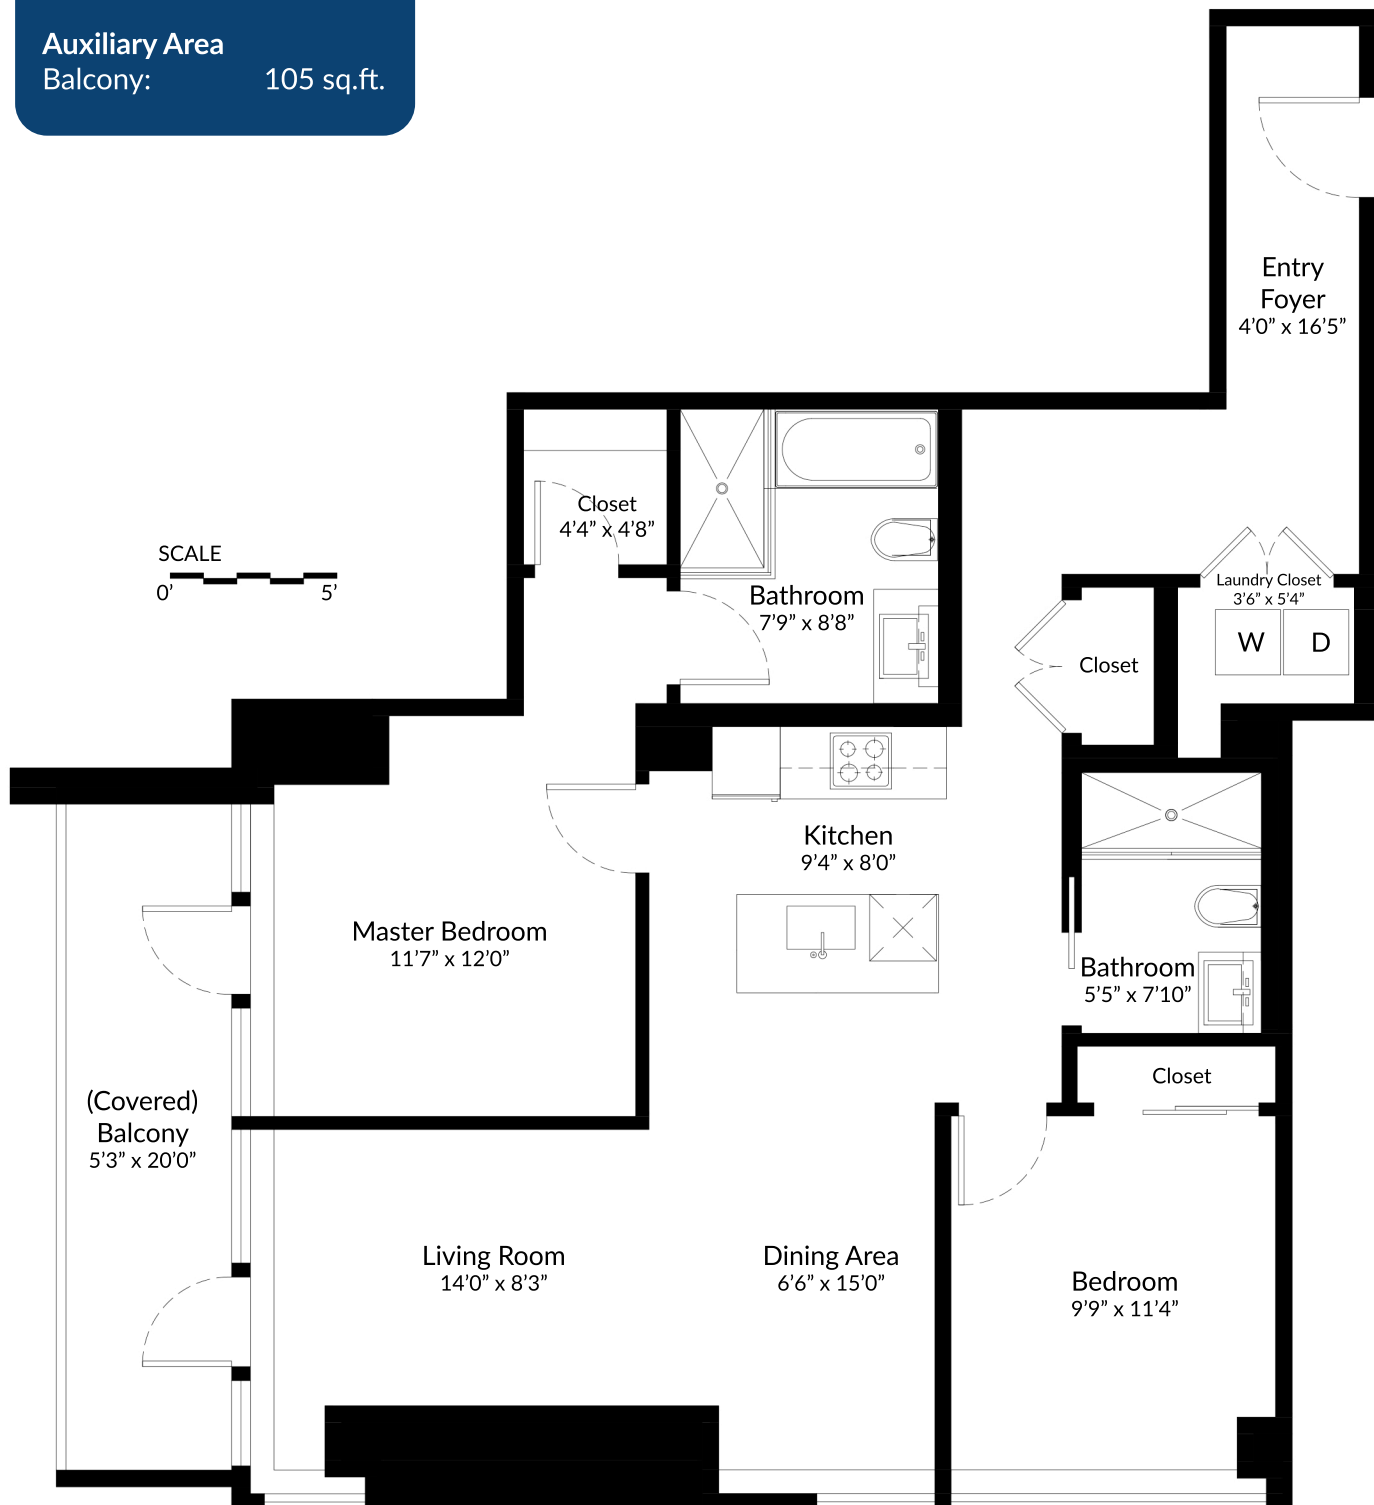 Auxiliary Area
Balcony: 105 sq.ft.
Entry
Foyer
4’0” x 16’5”
Closet
4’4” x 4’8”
SCALE
0’ 5’
Bathroom
7’9” x 8’8”
Laundry Closet
3’6” x 5’4”
W D
Closet
Kitchen
9’4” x 8’0”
Master Bedroom
11’7” x 12’0”
Bathroom
5’5” x 7’10”
Closet
(Covered)
Balcony
5’3” x 20’0”
Living Room
14’0” x 8’3”
Dining Area
6’6” x 15’0”
Bedroom
9’9” x 11’4”